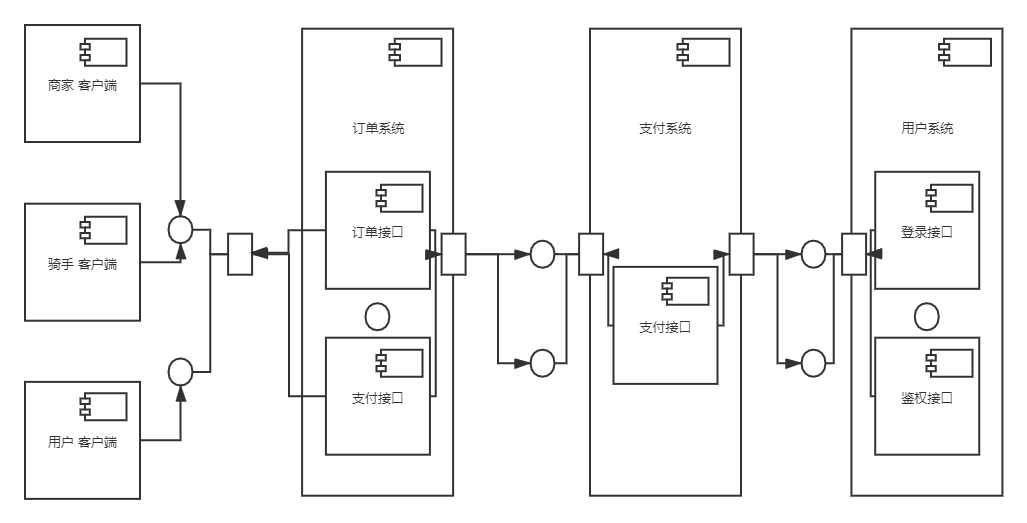 商家 客户端
骑手 客户端
用户 客户端
订单系统
订单接口
支付接口
支付系统
支付接口
用户系统
登录接口
鉴权接口